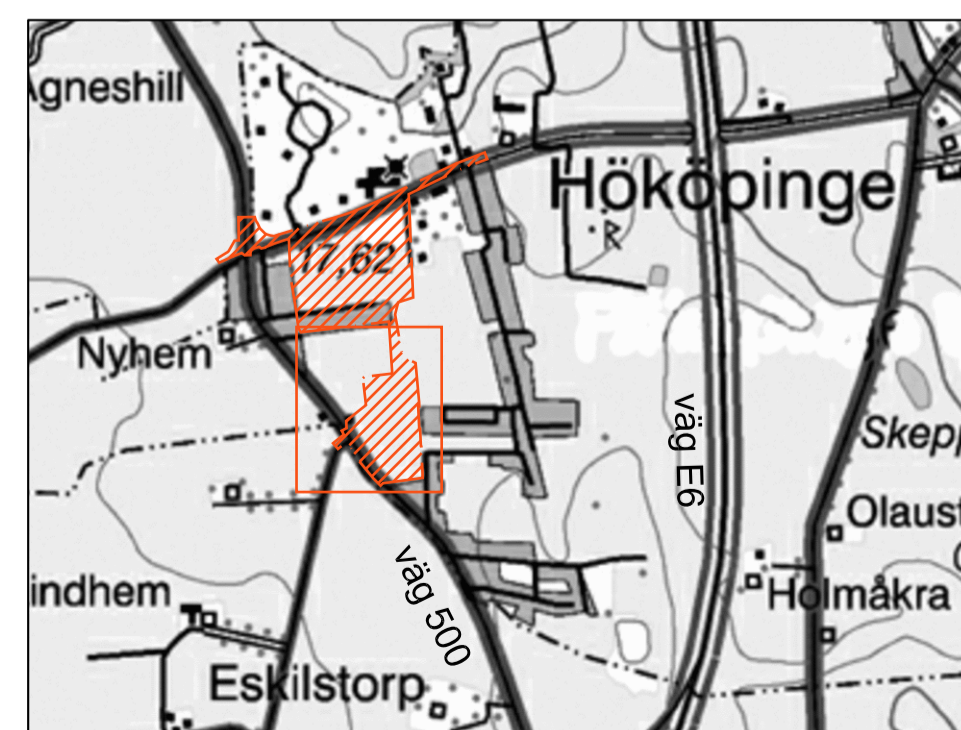 Agneshill
Hököpinge
17,62
R
Nyhem
väg E6
Skepp
Olaust
väg 500
indhem
Holmåkra
Eskilstorp